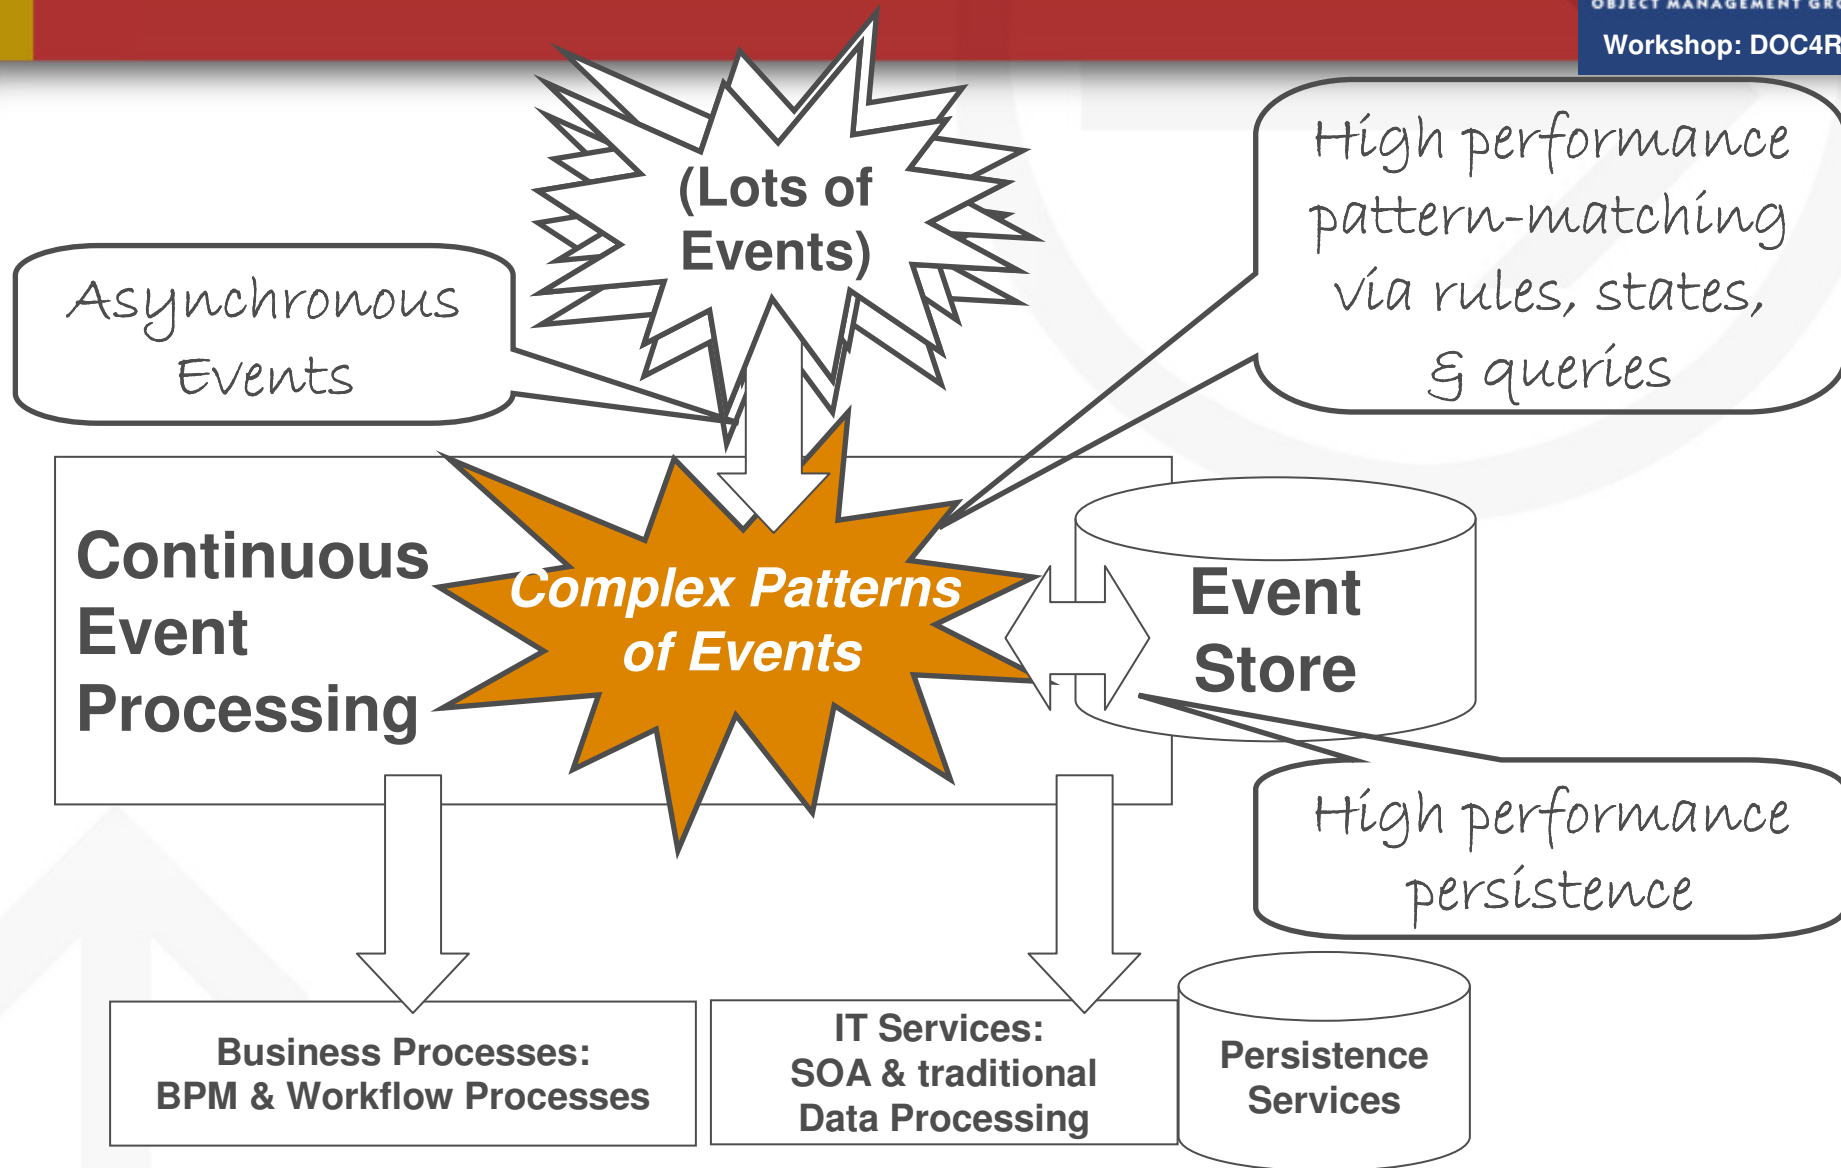 OBJECT MANAGEMENT GRO
Workshop: DOC4R
(Lots of
Events)
High performance
pattern-matching
via rules, states,
& queries
Asynchronous
Events
Continuous
Event
Processing
Complex Patterns
of Events
Event
Store
High performance
persistence
Business Processes:
BPM & Workflow Processes
IT Services:
SOA & traditional
Data Processing
Persistence
Services